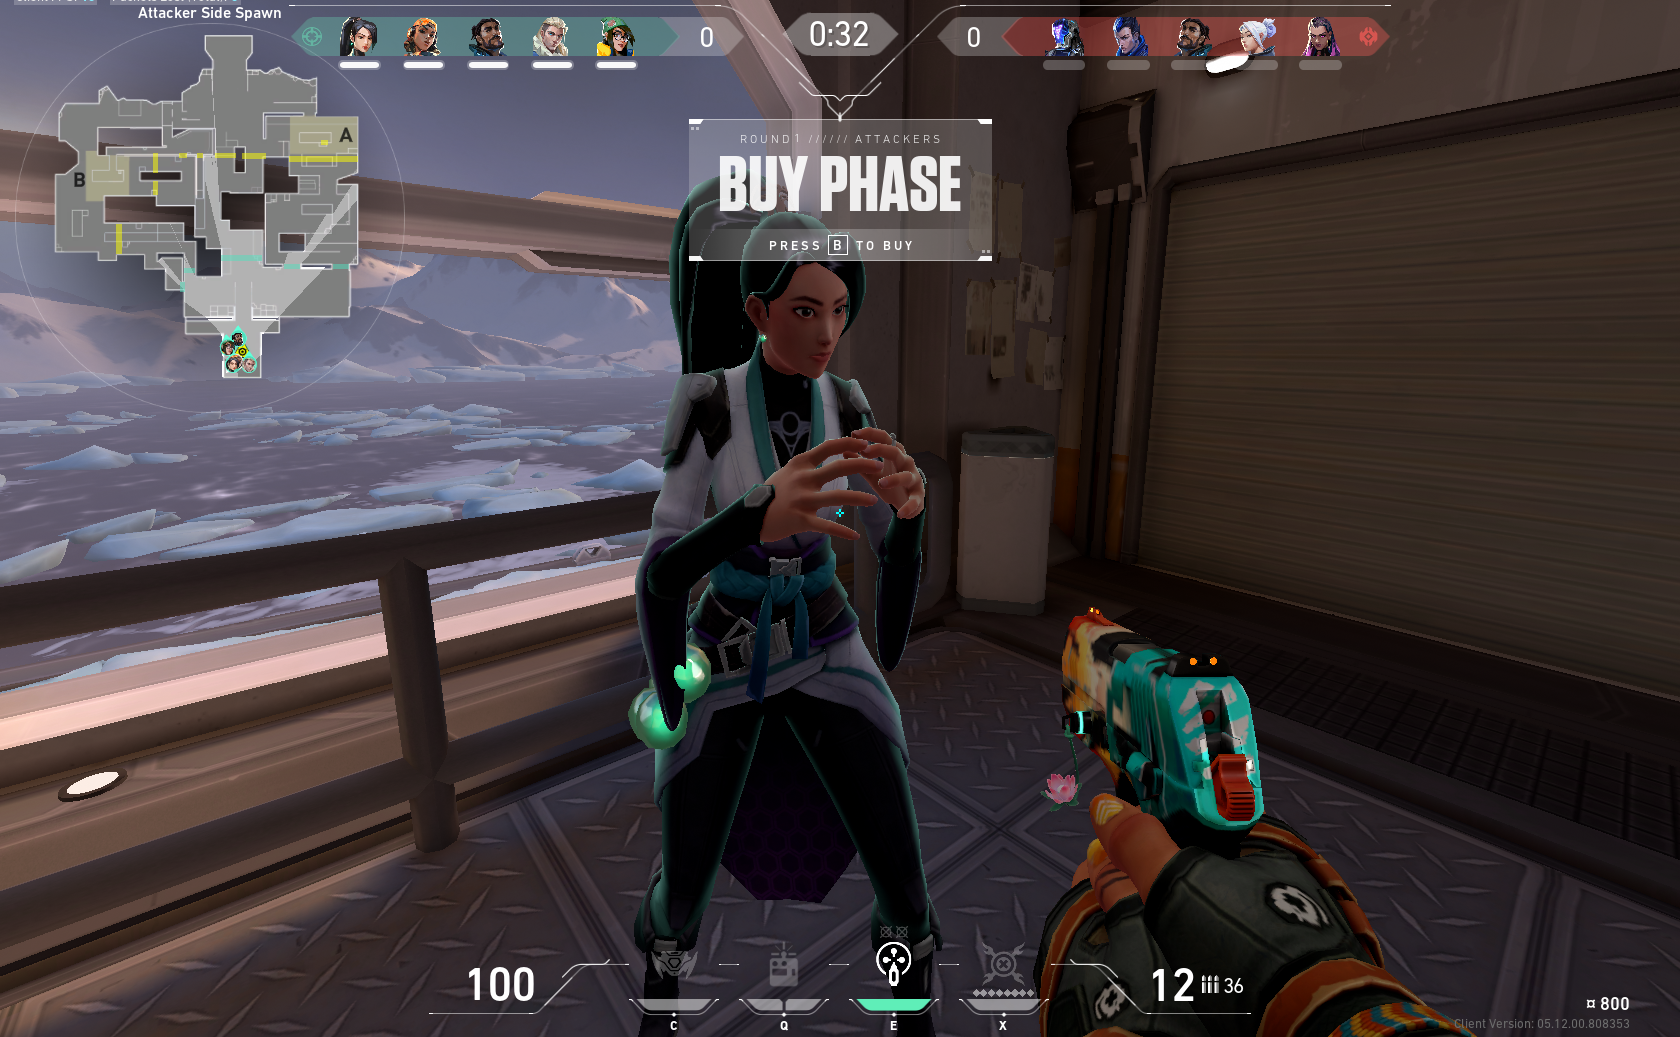 Attacker Side Spawn
0
0:32
0
A
B
ROUND 1 ////// ATTACKERS
BUY PHASE
PRESS B TO BUY
100
12
36
C
Q
E
X
¤ 800
Client Version: 05.12.00.808353